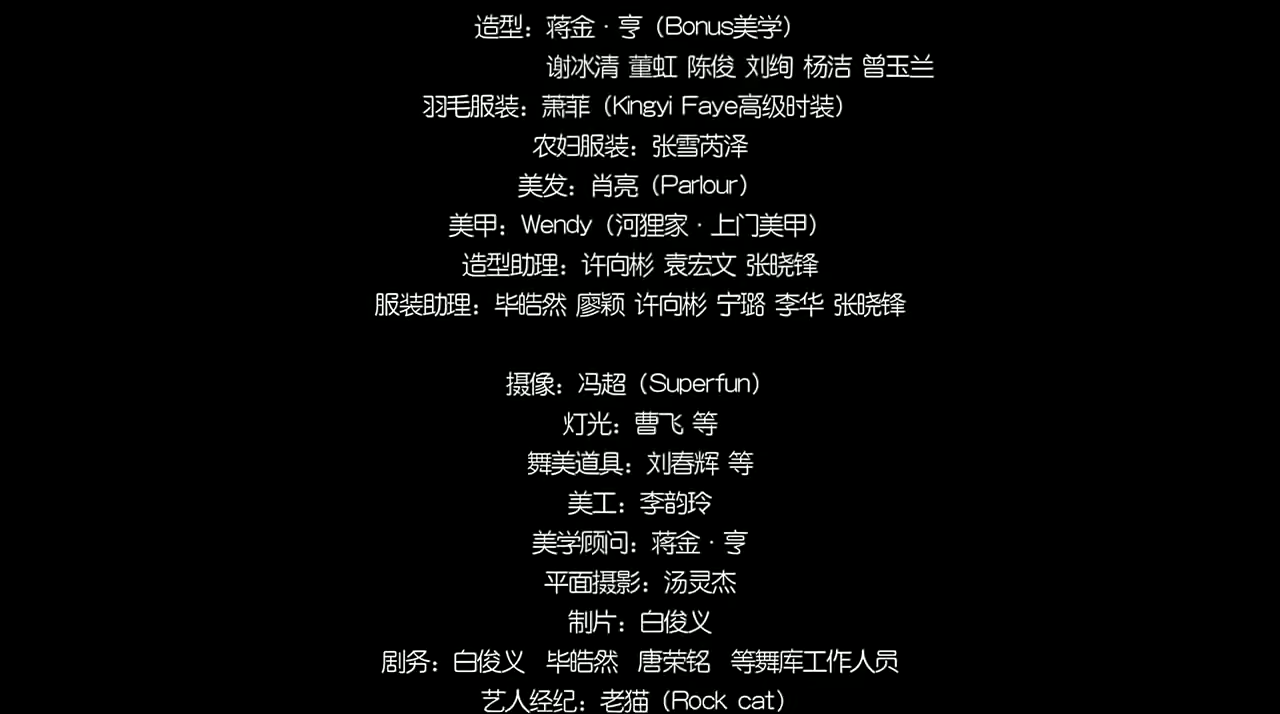 造型：蒋金·亨（Bonus美学）
谢冰清 董虹 陈俊 刘绚 杨洁 曾玉兰
羽毛服装：萧菲（Kingyi Faye高级时装）
农妇服装：张雪芮泽
美发：肖亮（Parlour）
美甲：Wendy（河狸家·上门美甲）
造型助理：许向彬 袁宏文 张晓锋
服装助理：毕皓然 廖颖 许向彬 宁璐 李华 张晓锋
摄像：冯超（Superfun）
灯光：曹飞 等
舞美道具：刘春辉 等
美工：李韵玲
美学顾问：蒋金·亨
平面摄影：汤灵杰
制片：白俊义
剧务：白俊义 毕皓然 唐荣铭 等舞库工作人员
艺人经纪：老猫（Rock cat）